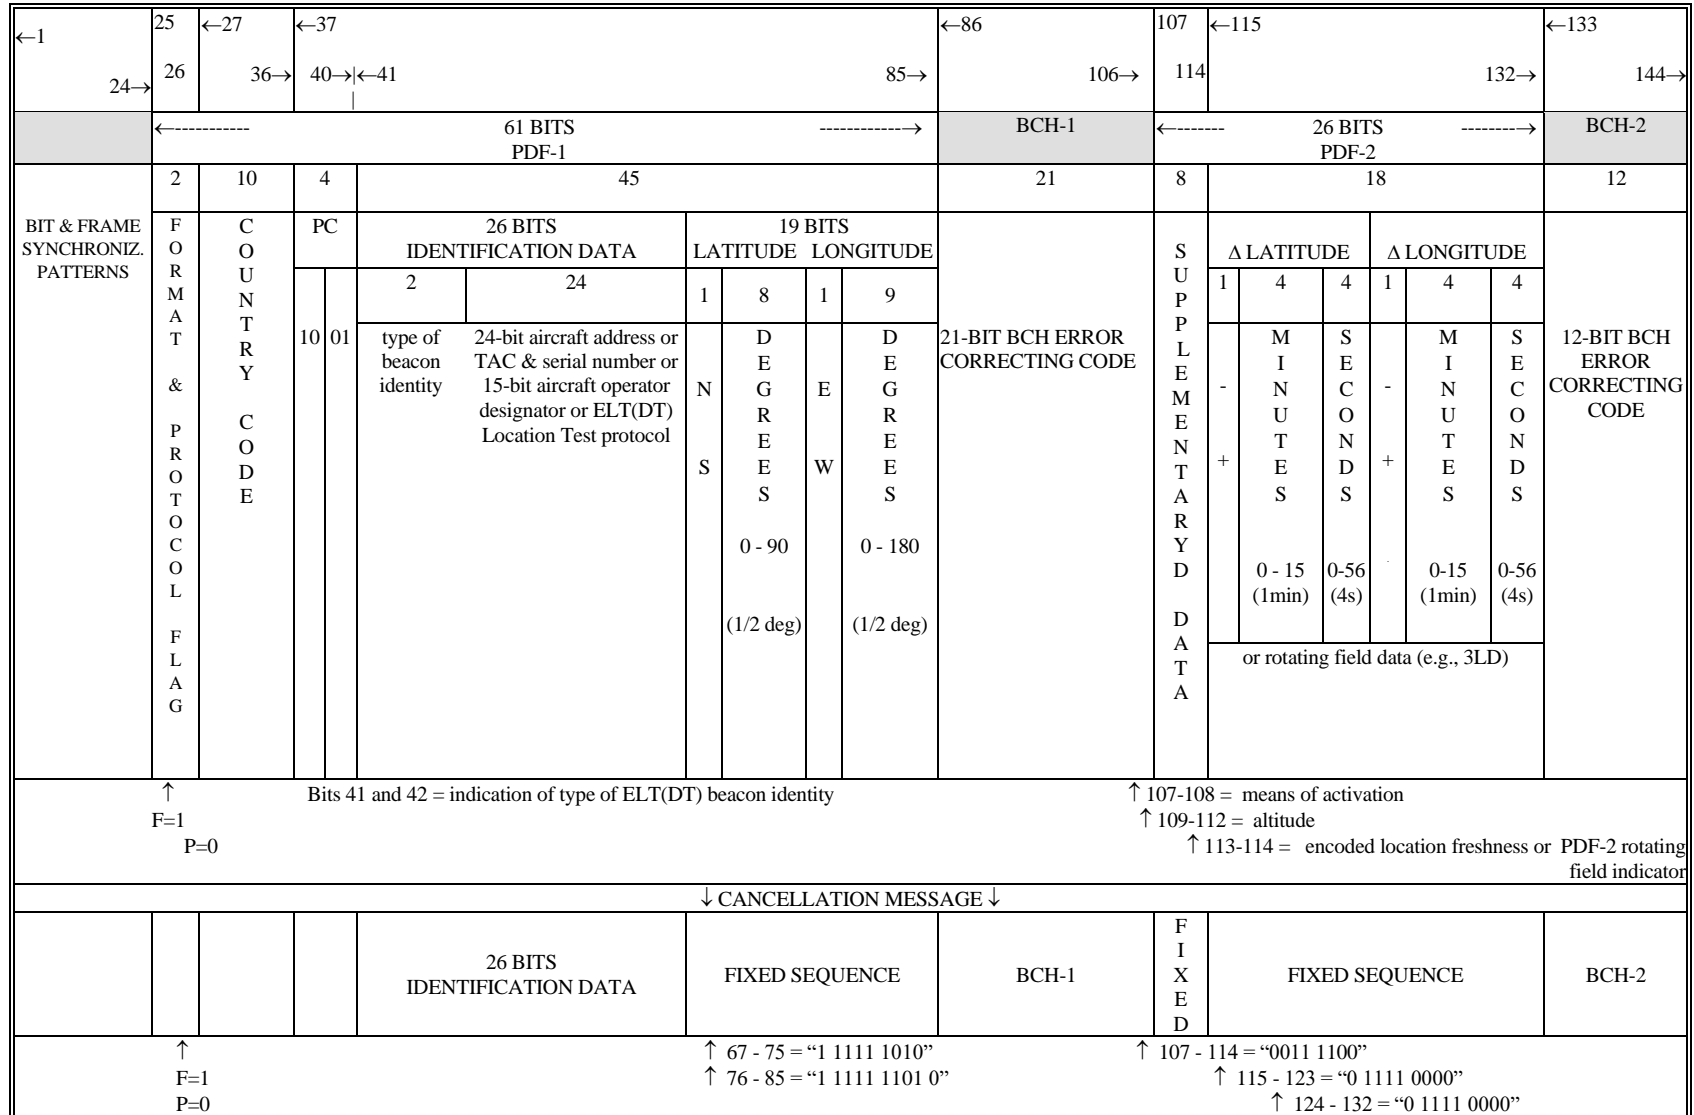 ←1 25 ←27 ←37 ←86 107 ←115 ←133
24→ 26 36→ 40→|←41 85→ 106→ 114 132→ 144→
|
←----------- 61 BITS -------------→ BCH-1 ←------- 26 BITS --------→ BCH-2
PDF-1 PDF-2
2 10 4 45 21 8 18 12
BIT & FRAME
SYNCHRONIZ.
PATTERNS
FORMAT & PROTOCOL FLAG
COUNTRY CODE
PC
10 01
26 BITS
IDENTIFICATION DATA
2 24
type of
beacon
identity
24-bit aircraft address or
TAC & serial number or
15-bit aircraft operator
designator or ELT(DT)
Location Test protocol
19 BITS
LATITUDE LONGITUDE
1 8 1 9
N
S
DEGREES
0 - 90
(1/2 deg)
E
W
DEGREES
0 - 180
(1/2 deg)
21-BIT BCH ERROR
CORRECTING CODE
SUPPLEMENTARYD DATA
Δ LATITUDE Δ LONGITUDE
1 4 4 1 4 4
-
+
MINUTES
0 - 15
(1min)
SECONDS
0-56
(4s)
-
+
MINUTES
0-15
(1min)
SECONDS
0-56
(4s)
or rotating field data (e.g., 3LD)
12-BIT BCH
ERROR
CORRECTING
CODE
↑ Bits 41 and 42 = indication of type of ELT(DT) beacon identity ↑ 107-108 = means of activation
F=1 ↑ 109-112 = altitude
P=0 ↑ 113-114 = encoded location freshness or PDF-2 rotating
field indicator
↓ CANCELLATION MESSAGE ↓
26 BITS
IDENTIFICATION DATA
FIXED SEQUENCE
BCH-1
FIXED
FIXED SEQUENCE
BCH-2
↑ ↑ 67 - 75 = “1 1111 1010” ↑ 107 - 114 = “0011 1100”
F=1 ↑ 76 - 85 = “1 1111 1101 0” ↑ 115 - 123 = “0 1111 0000”
P=0 ↑ 124 - 132 = “0 1111 0000”